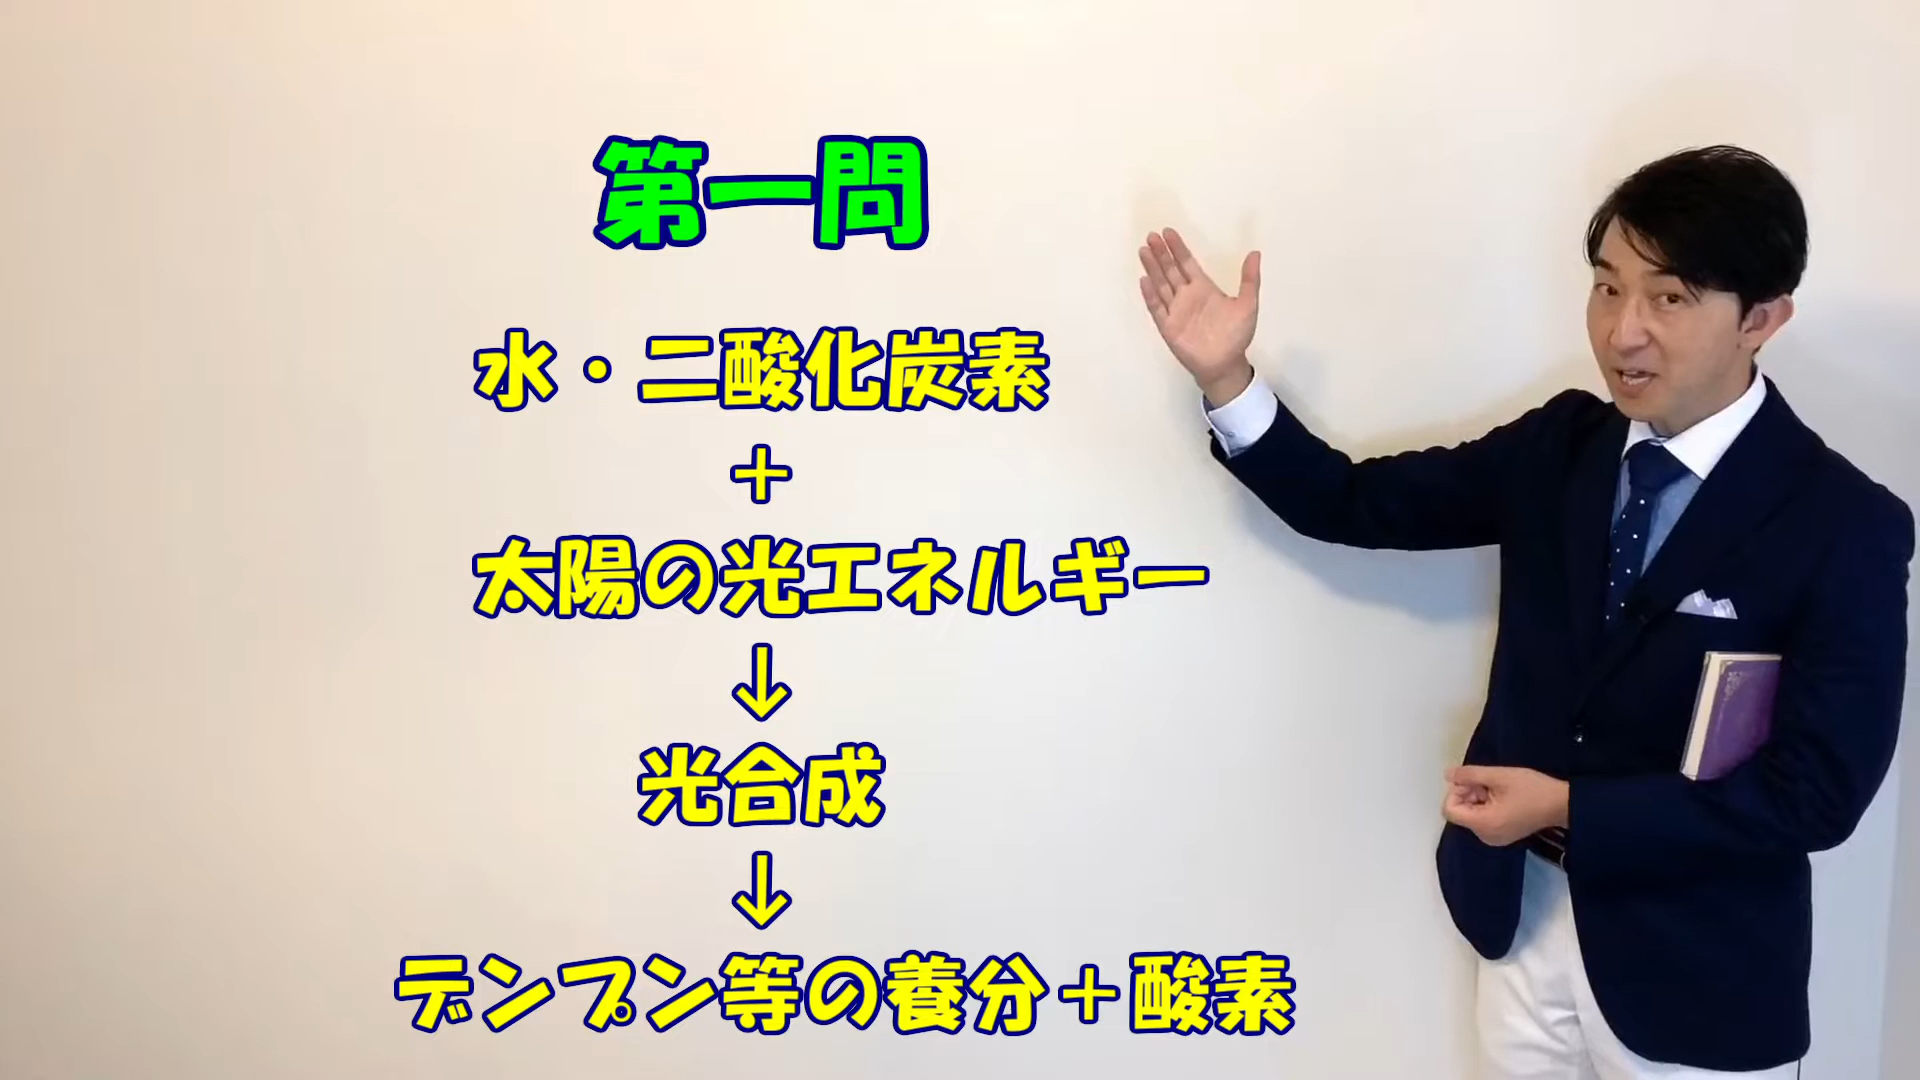 第一問
水・二酸化炭素
+
太陽の光エネルギー
↓
光合成
↓
デンプン等の養分+酸素